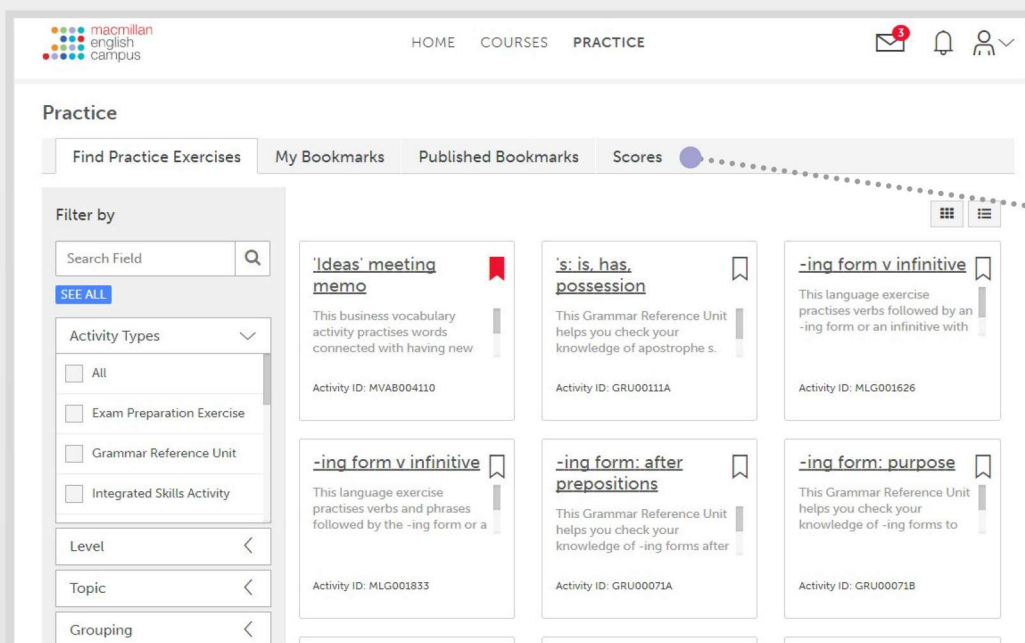 macmillan
english
campus
HOME COURSES PRACTICE
3
Practice
Find Practice Exercises My Bookmarks Published Bookmarks Scores
Filter by
Search Field
SEE ALL
Activity Types
All
Exam Preparation Exercise
Grammar Reference Unit
Integrated Skills Activity
Level
Topic
Grouping
'Ideas' meeting
memo
This business vocabulary
activity practises words
connected with having new
Activity ID: MVAB004110
's: is, has,
possession
This Grammar Reference Unit
helps you check your
knowledge of apostrophe s.
Activity ID: GRU00111A
-ing form v infinitive
This language exercise
practises verbs followed by an
-ing form or an infinitive with
Activity ID: MLG001626
-ing form v infinitive
This language exercise
practises verbs and phrases
followed by the -ing form or a
Activity ID: MLG001833
-ing form: after
prepositions
This Grammar Reference Unit
helps you check your
knowledge of -ing forms after
Activity ID: GRU00071A
-ing form: purpose
This Grammar Reference Unit
helps you check your
knowledge of -ing forms to
Activity ID: GRU00071B